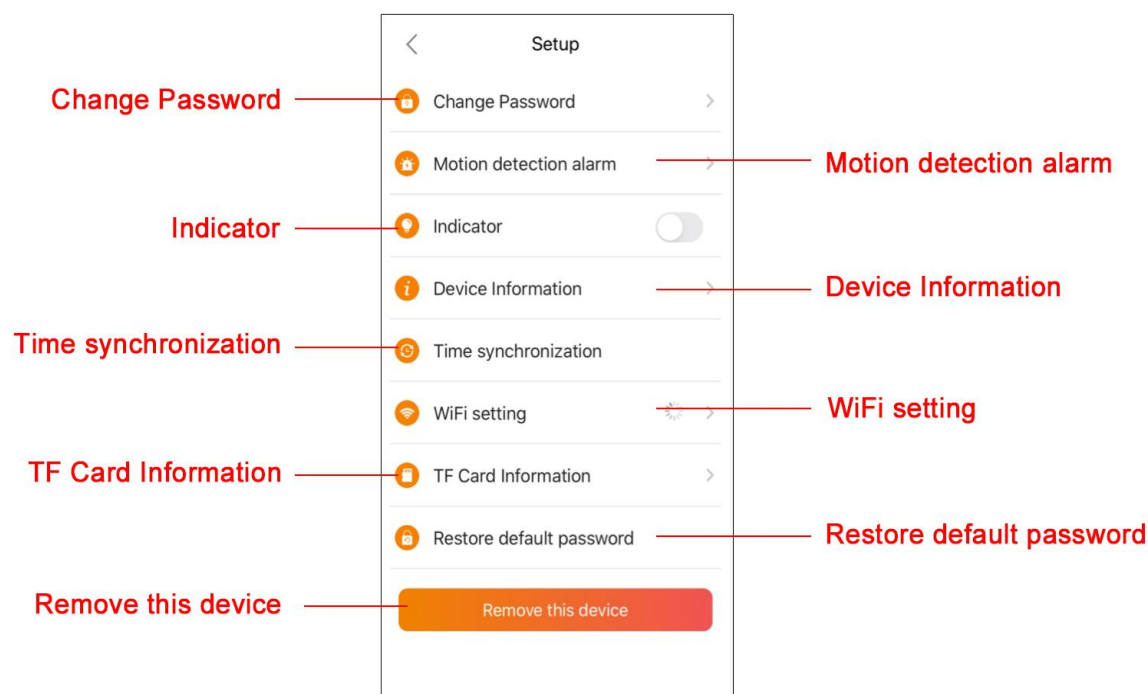 Setup
Change Password
Change Password
Motion detection alarm
Motion detection alarm
Indicator
Indicator
Device Information
Device Information
Time synchronization
Time synchronization
WiFi setting
WiFi setting
TF Card Information
TF Card Information
Restore default password
Restore default password
Remove this device
Remove this device